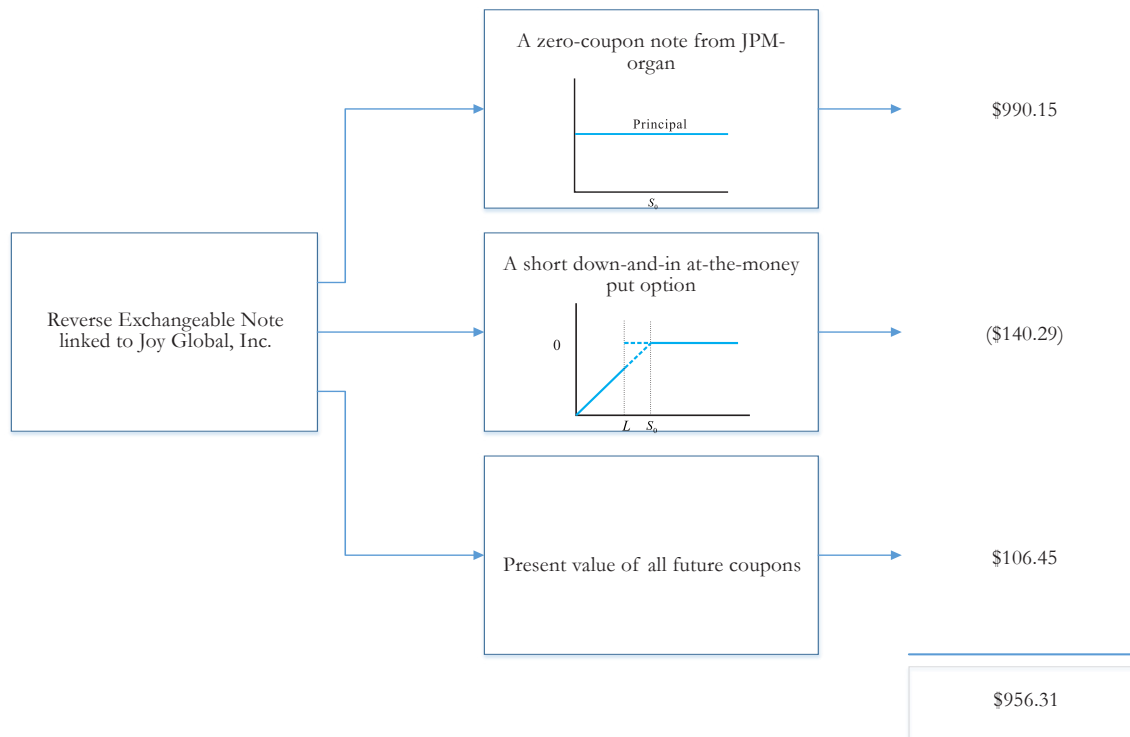 A zero-coupon note from JPM-
organ
Principal
S₀
$990.15
Reverse Exchangeable Note
linked to Joy Global, Inc.
A short down-and-in at-the-money
put option
0
L S₀
($140.29)
Present value of all future coupons
$106.45
$956.31